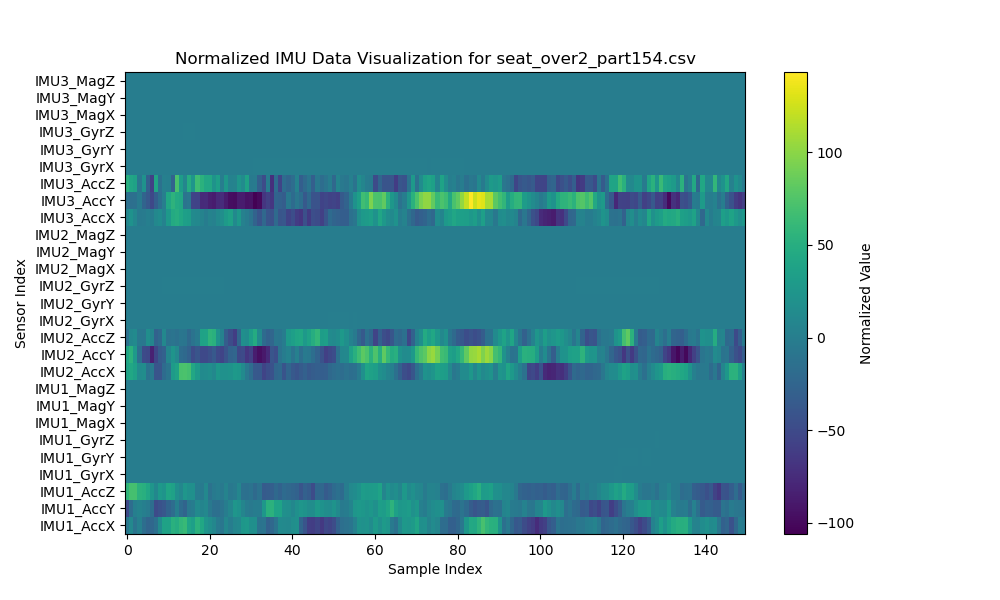 Normalized IMU Data Visualization for seat_over2_part154.csv
IMU3_MagZ
IMU3_MagY
IMU3_MagX
IMU3_GyrZ
IMU3_GyrY
IMU3_GyrX
IMU3_AccZ
IMU3_AccY
IMU3_AccX
IMU2_MagZ
IMU2_MagY
IMU2_MagX
IMU2_GyrZ
IMU2_GyrY
IMU2_GyrX
IMU2_AccZ
IMU2_AccY
IMU2_AccX
IMU1_MagZ
IMU1_MagY
IMU1_MagX
IMU1_GyrZ
IMU1_GyrY
IMU1_GyrX
IMU1_AccZ
IMU1_AccY
IMU1_AccX
Sensor Index
0 20 40 60 80 100 120 140
Sample Index
100
50
0
−50
−100
Normalized Value